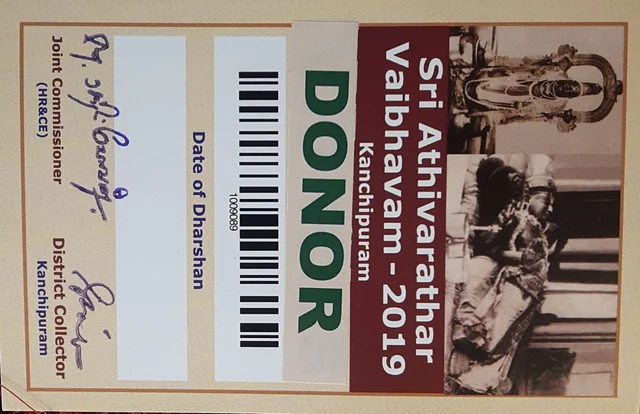 Sri Athivarathar
Vaibhavam - 2019
Kanchipuram
DONOR
1009089
Date of Dharshan
Joint Commissioner
(HR&CE)
District Collector
Kanchipuram